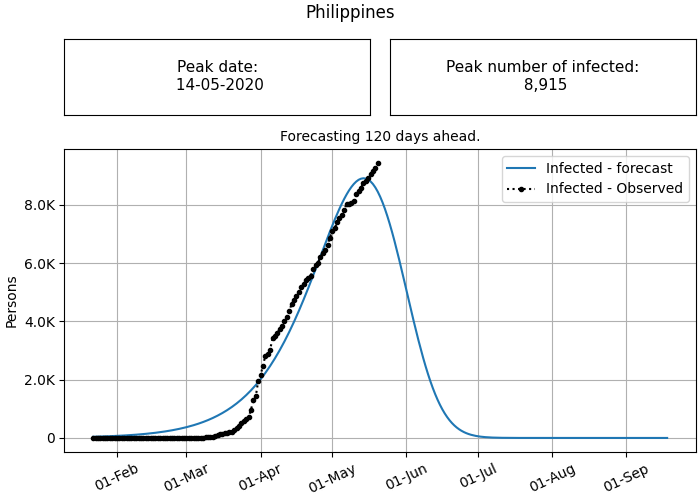 Philippines
Peak date:
14-05-2020
Peak number of infected:
8,915
Forecasting 120 days ahead.
Infected - forecast
Infected - Observed
Persons
8.0K
6.0K
4.0K
2.0K
0
01-Feb
01-Mar
01-Apr
01-May
01-Jun
01-Jul
01-Aug
01-Sep